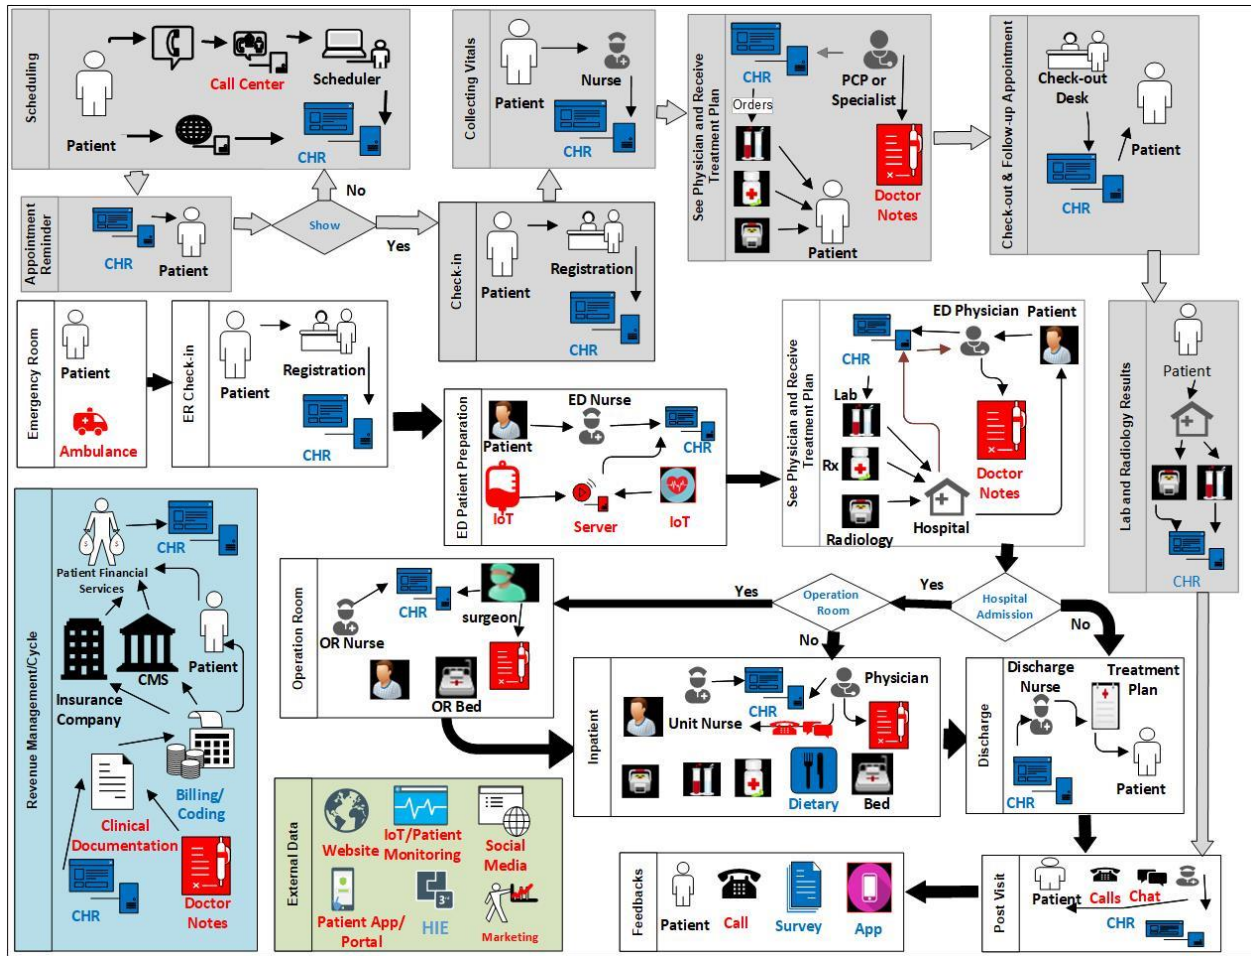 Scheduling
Call Center
Scheduler
Patient
Patient
CHR
Collecting Vitals
Patient
Nurse
CHR
See Physician and Receive
Treatment Plan
CHR
PCP or
Specialist
Orders
Doctor
Notes
Patient
Check-out & Follow-up Appointment
Check-out
Desk
Patient
CHR
Appointment
Reminder
CHR
Patient
No
Show
Yes
Check-in
Patient
Registration
CHR
Emergency Room
Patient
Ambulance
ER Check-in
Registration
Patient
CHR
ED Patient Preparation
ED Nurse
Patient
CHR
IoT
Server
IoT
See Physician and Receive
Treatment Plan
ED Physician
Patient
CHR
Lab
Rx
Doctor
Notes
Radiology
Hospital
Lab and Radiology Results
Patient
CHR
Revenue Management/Cycle
CHR
Patient Financial
Services
CMS
Patient
Insurance
Company
Billing/
Coding
Clinical
Documentation
CHR
Doctor
Notes
Operation Room
CHR
surgeon
OR Nurse
OR Bed
Yes
Operation
Room
Yes
Hospital
Admission
No
No
Inpatient
Physician
CHR
Unit Nurse
Dietary
Bed
Discharge
Discharge
Nurse
Treatment
Plan
CHR
Patient
External Data
Website
IoT/Patient
Monitoring
Social
Media
3
Patient App/
Portal
HIE
Marketing
Feedbacks
Patient
Call
Survey
App
Post Visit
Patient
Calls
Chat
CHR